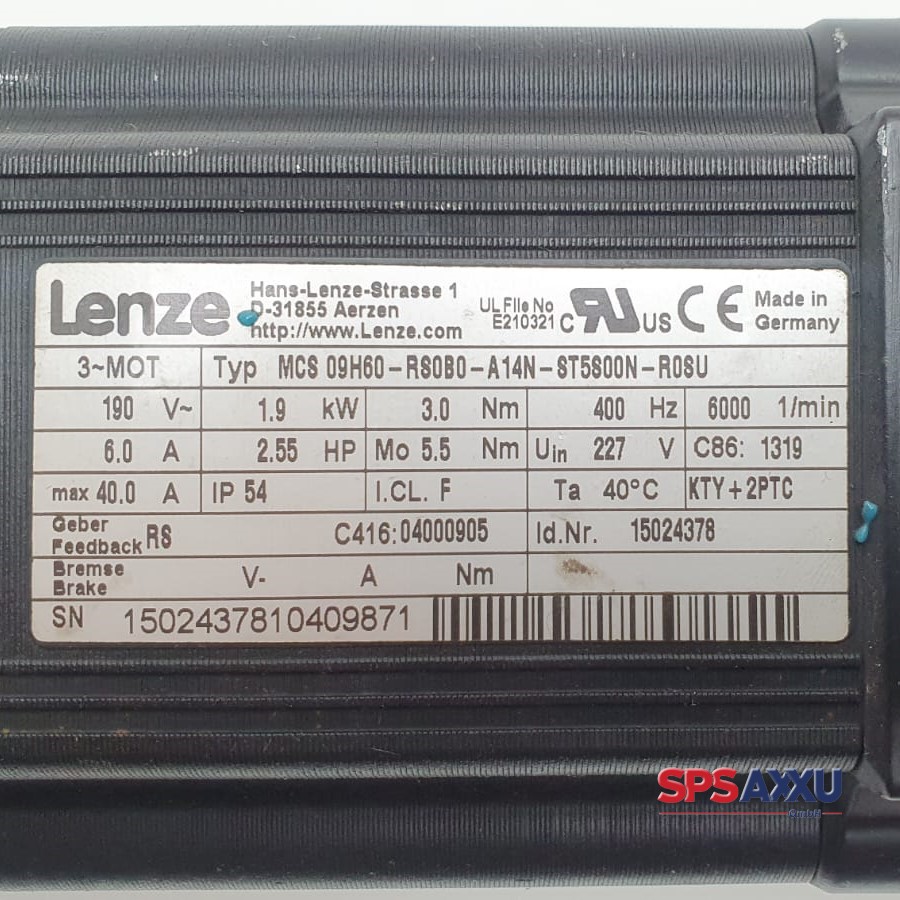 Lenze
Hans-Lenze-Strasse 1
D-31855 Aerzen
http://www.Lenze.com
UL File No
E210321
c RU US
CE
Made in
Germany
3~MOT Typ MCS 09H60-RS0B0-A14N-ST5S00N-R0SU
190 V~ 1.9 kW 3.0 Nm 400 Hz 6000 1/min
6.0 A 2.55 HP Mo 5.5 Nm Uin 227 V C86: 1319
max 40.0 A IP 54 I.CL. F Ta 40°C KTY+2PTC
Geber
Feedback RS C416:04000905 Id.Nr. 15024378
Bremse
Brake V- A Nm
SN 1502437810409871
SPSAXXU
GmbH